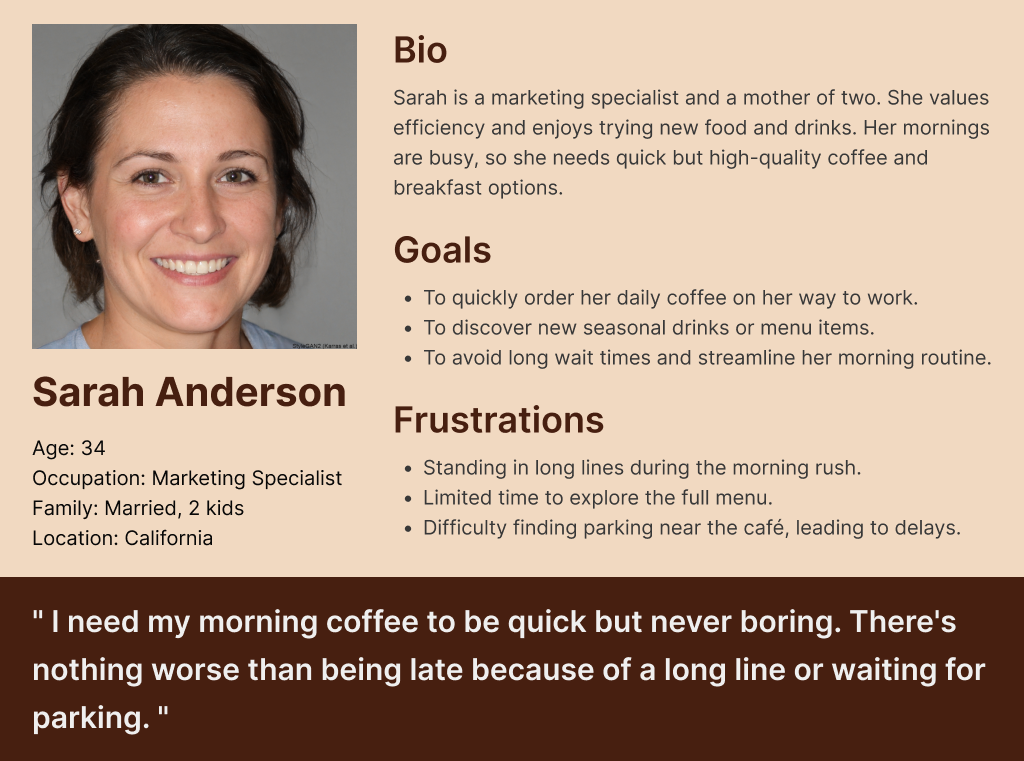 StyleGAN2 (Karras et al.)
Sarah Anderson
Age: 34
Occupation: Marketing Specialist
Family: Married, 2 kids
Location: California
Bio
Sarah is a marketing specialist and a mother of two. She values
efficiency and enjoys trying new food and drinks. Her mornings
are busy, so she needs quick but high-quality coffee and
breakfast options.
Goals
• To quickly order her daily coffee on her way to work.
• To discover new seasonal drinks or menu items.
• To avoid long wait times and streamline her morning routine.
Frustrations
• Standing in long lines during the morning rush.
• Limited time to explore the full menu.
• Difficulty finding parking near the café, leading to delays.
" I need my morning coffee to be quick but never boring. There's
nothing worse than being late because of a long line or waiting for
parking. "